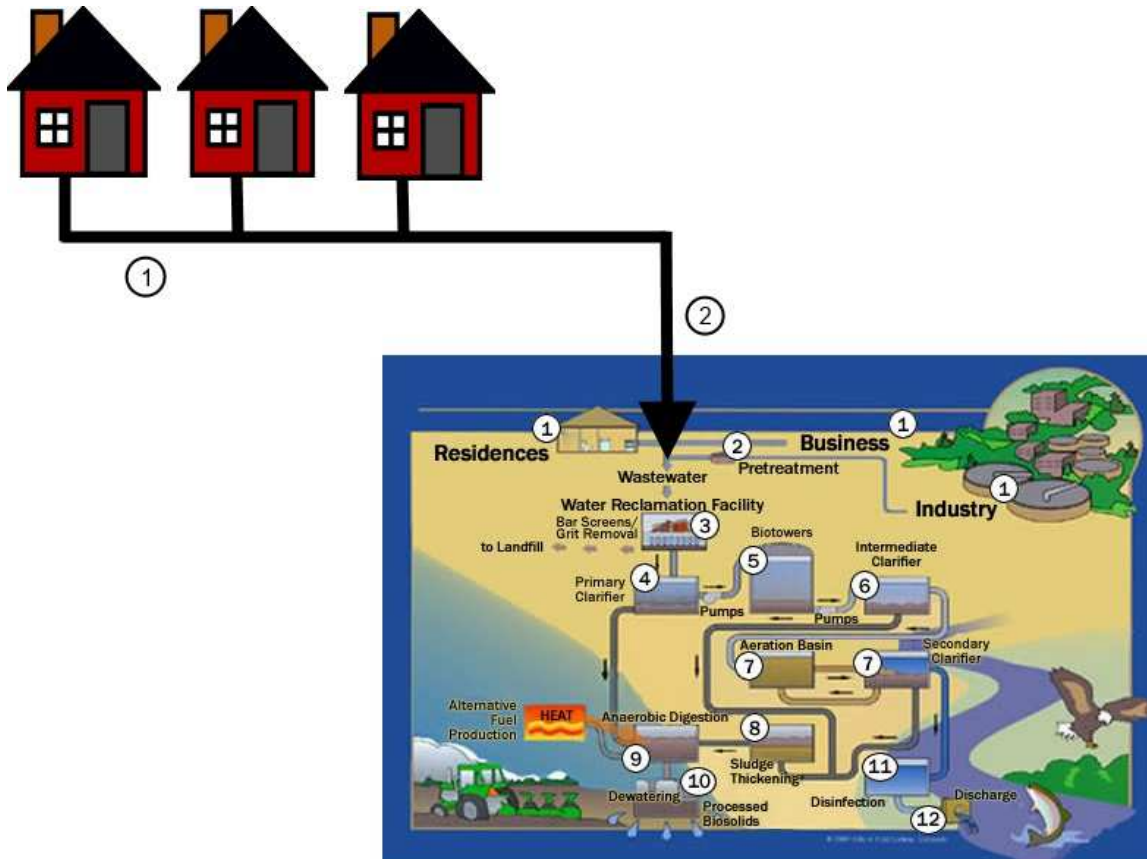 1
2
1
Residences
2
Business
1
Pretreatment
Wastewater
1
Industry
Water Reclamation Facility
Bar Screens/
Grit Removal
3
to Landfill
Biotowers
Intermediate
Clarifier
Primary
Clarifier
4
5
6
Pumps
Pumps
Aeration Basin
7
7
Secondary
Clarifier
Alternative
Fuel
Production
HEAT
Anaerobic Digestion
8
9
Sludge
Thickening
10
11
Dewatering
Processed
Biosolids
Disinfection
12
Discharge